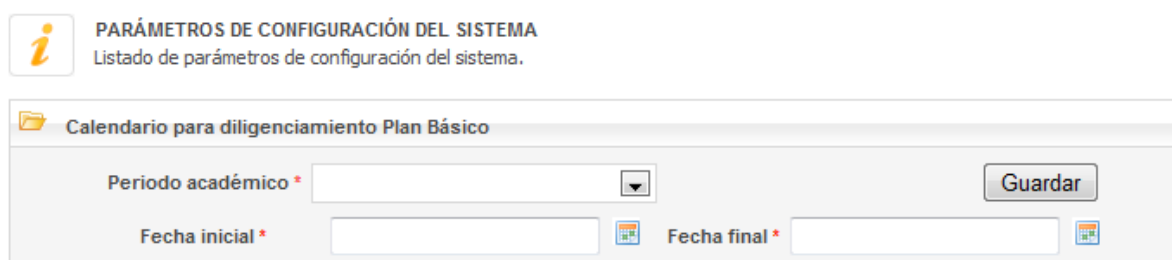 PARÁMETROS DE CONFIGURACIÓN DEL SISTEMA
Listado de parámetros de configuración del sistema.
Calendario para diligenciamiento Plan Básico
Periodo académico * Guardar
Fecha inicial * Fecha final *